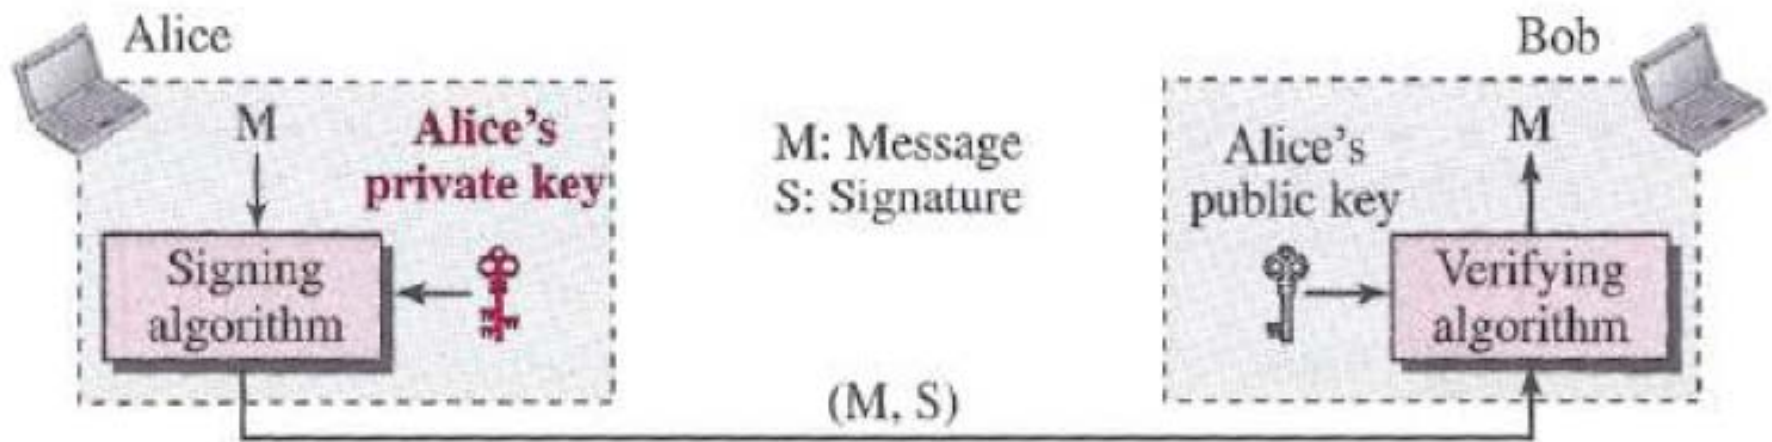 Alice
Bob
M
Alice's
private key
Signing
algorithm
M: Message
S: Signature
Alice's
public key
M
Verifying
algorithm
(M, S)